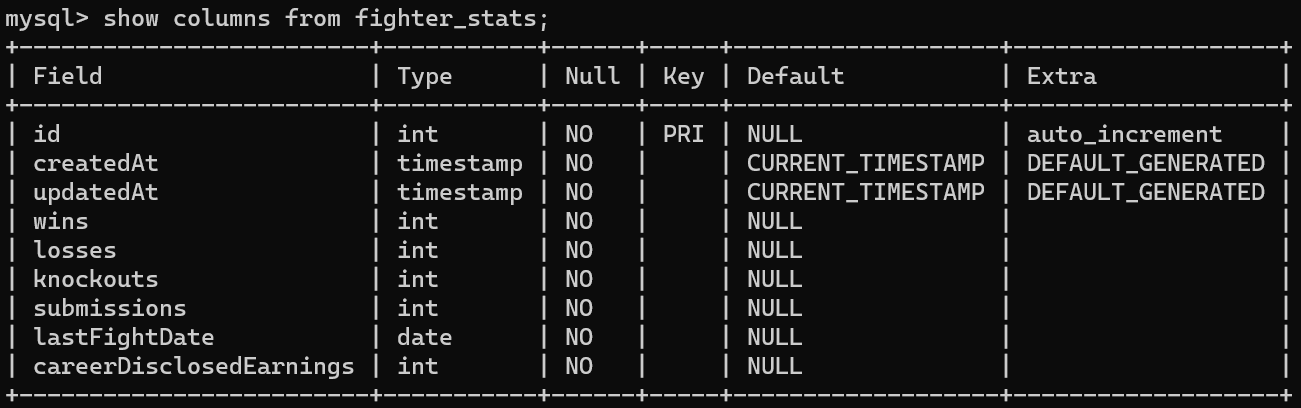 mysql> show columns from fighter_stats;
+-------------------------+-----------+------+-----+-------------------+-------------------+
| Field                   | Type      | Null | Key | Default           | Extra             |
+-------------------------+-----------+------+-----+-------------------+-------------------+
| id                      | int       | NO   | PRI | NULL              | auto_increment    |
| createdAt               | timestamp | NO   |     | CURRENT_TIMESTAMP | DEFAULT_GENERATED |
| updatedAt               | timestamp | NO   |     | CURRENT_TIMESTAMP | DEFAULT_GENERATED |
| wins                    | int       | NO   |     | NULL              |                   |
| losses                  | int       | NO   |     | NULL              |                   |
| knockouts               | int       | NO   |     | NULL              |                   |
| submissions             | int       | NO   |     | NULL              |                   |
| lastFightDate           | date      | NO   |     | NULL              |                   |
| careerDisclosedEarnings | int       | NO   |     | NULL              |                   |
+-------------------------+-----------+------+-----+-------------------+-------------------+